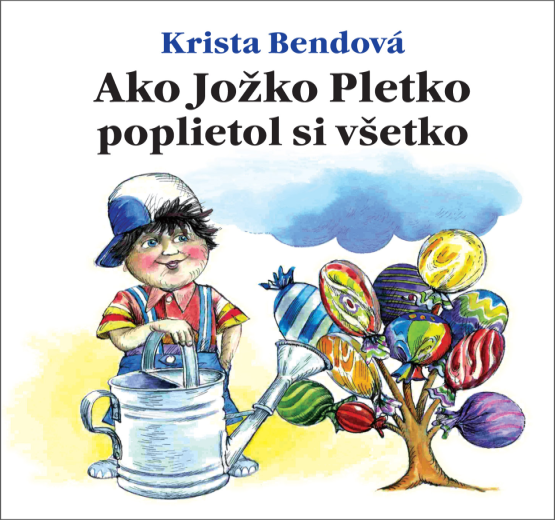 Krista Bendová
Ako Jožko Pletko
poplietol si všetko